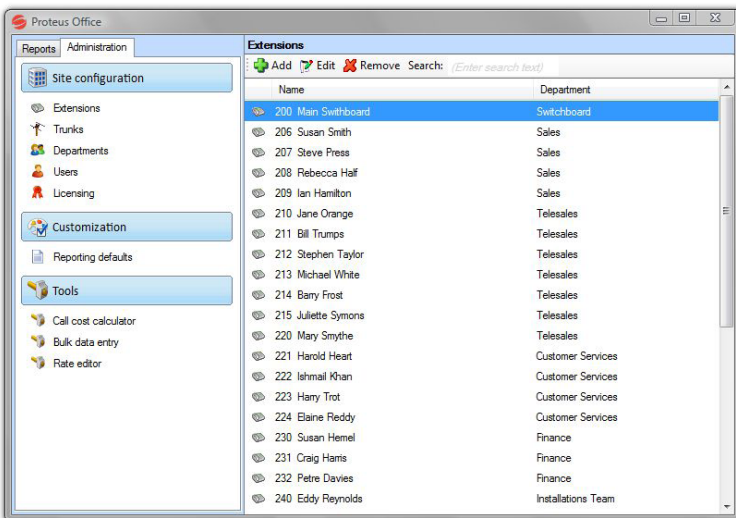 Proteus Office
Reports Administration
Site configuration
Extensions
Trunks
Departments
Users
Licensing
Customization
Reporting defaults
Tools
Call cost calculator
Bulk data entry
Rate editor
Extensions
Add Edit Remove Search: (Enter search text)
Name Department
200 Main Swithboard Switchboard
206 Susan Smith Sales
207 Steve Press Sales
208 Rebecca Half Sales
209 Ian Hamilton Sales
210 Jane Orange Telesales
211 Bill Trumps Telesales
212 Stephen Taylor Telesales
213 Michael White Telesales
214 Barry Frost Telesales
215 Juliette Symons Telesales
220 Mary Smythe Telesales
221 Harold Heart Customer Services
222 Ishmail Khan Customer Services
223 Harry Trot Customer Services
224 Elaine Reddy Customer Services
230 Susan Hemel Finance
231 Craig Harris Finance
232 Petre Davies Finance
240 Eddy Reynolds Installations Team